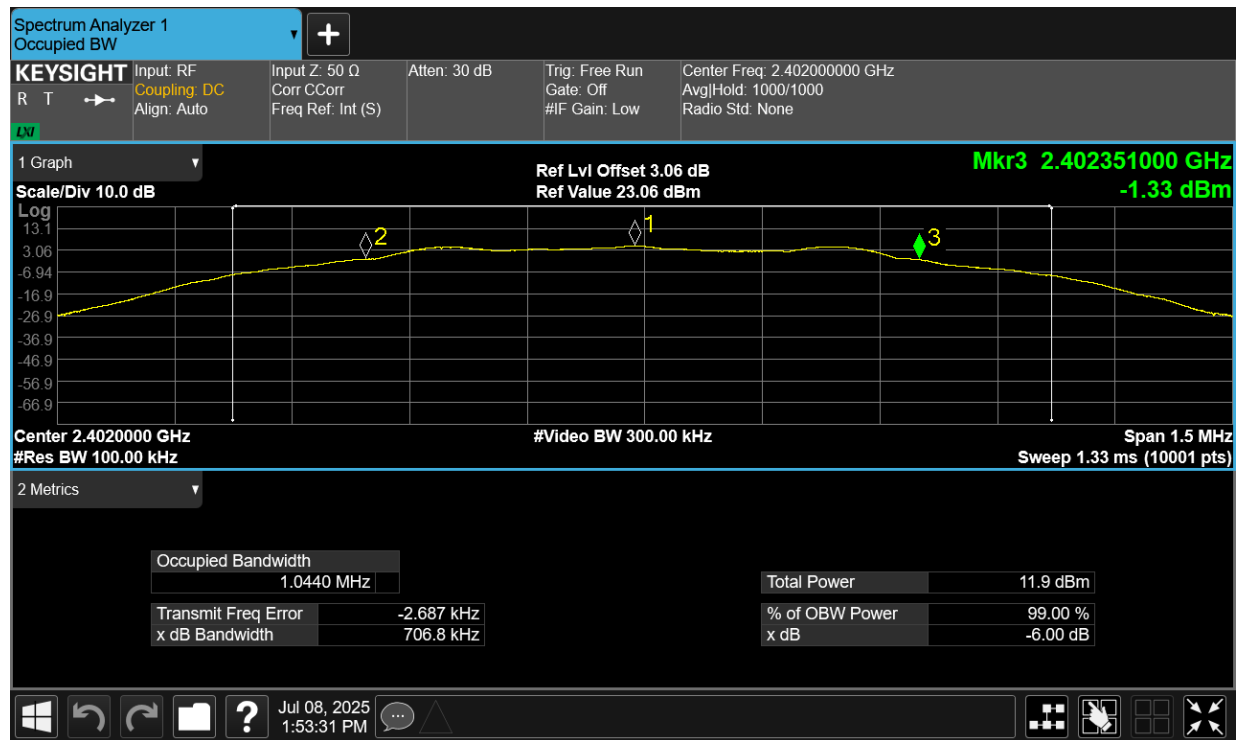 Spectrum Analyzer 1
Occupied BW
KEYSIGHT
R T
LXI
Input: RF
Coupling: DC
Align: Auto
Input Z: 50 Ω
Corr CCorr
Freq Ref: Int (S)
Atten: 30 dB
Trig: Free Run
Gate: Off
#IF Gain: Low
Center Freq: 2.402000000 GHz
Avg|Hold: 1000/1000
Radio Std: None
1 Graph
Scale/Div 10.0 dB
Ref Lvl Offset 3.06 dB
Ref Value 23.06 dBm
Mkr3 2.402351000 GHz
-1.33 dBm
Log
13.1
3.06
-6.94
-16.9
-26.9
-36.9
-46.9
-56.9
-66.9
2
1
3
Center 2.4020000 GHz
#Res BW 100.00 kHz
#Video BW 300.00 kHz
Span 1.5 MHz
Sweep 1.33 ms (10001 pts)
2 Metrics
Occupied Bandwidth
1.0440 MHz
Transmit Freq Error -2.687 kHz
x dB Bandwidth 706.8 kHz
Total Power 11.9 dBm
% of OBW Power 99.00 %
x dB -6.00 dB
?
Jul 08, 2025
1:53:31 PM